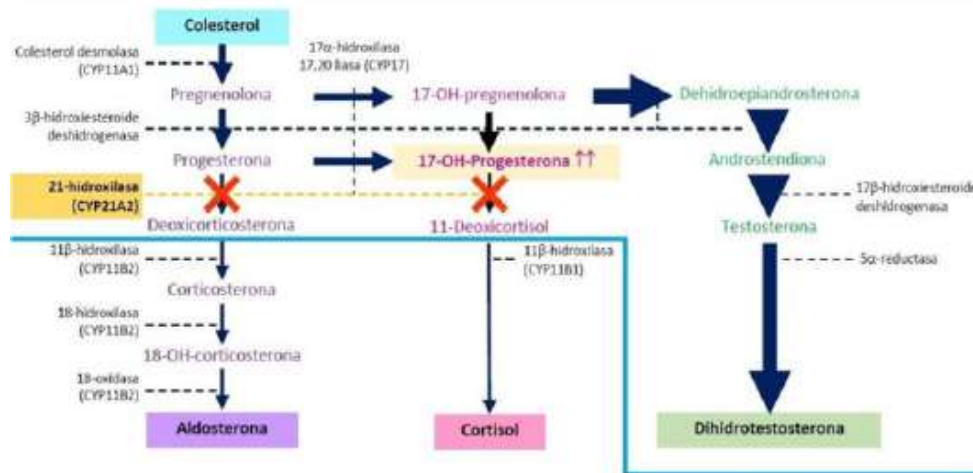 Colesterol
Colesterol desmolasa
(CYP11A1)
17α-hidroxilasa
17,20 liasa (CYP17)
Pregnenolona
17-OH-pregnenolona
Dehidroepiandrosterona
3β-hidroxiesteroide
deshidrogenasa
Progesterona
17-OH-Progesterona ↑↑
Androstendiona
21-hidroxilasa
(CYP21A2)
17β-hidroxiesteroide
deshidrogenasa
Deoxicorticosterona
11-Deoxicortisol
Testosterona
11β-hidroxilasa
(CYP11B2)
11β-hidroxilasa
(CYP11B1)
5α-reductasa
Corticosterona
18-hidroxilasa
(CYP11B2)
18-OH-corticosterona
18-oxidasa
(CYP11B2)
Aldosterona
Cortisol
Dihidrotestosterona